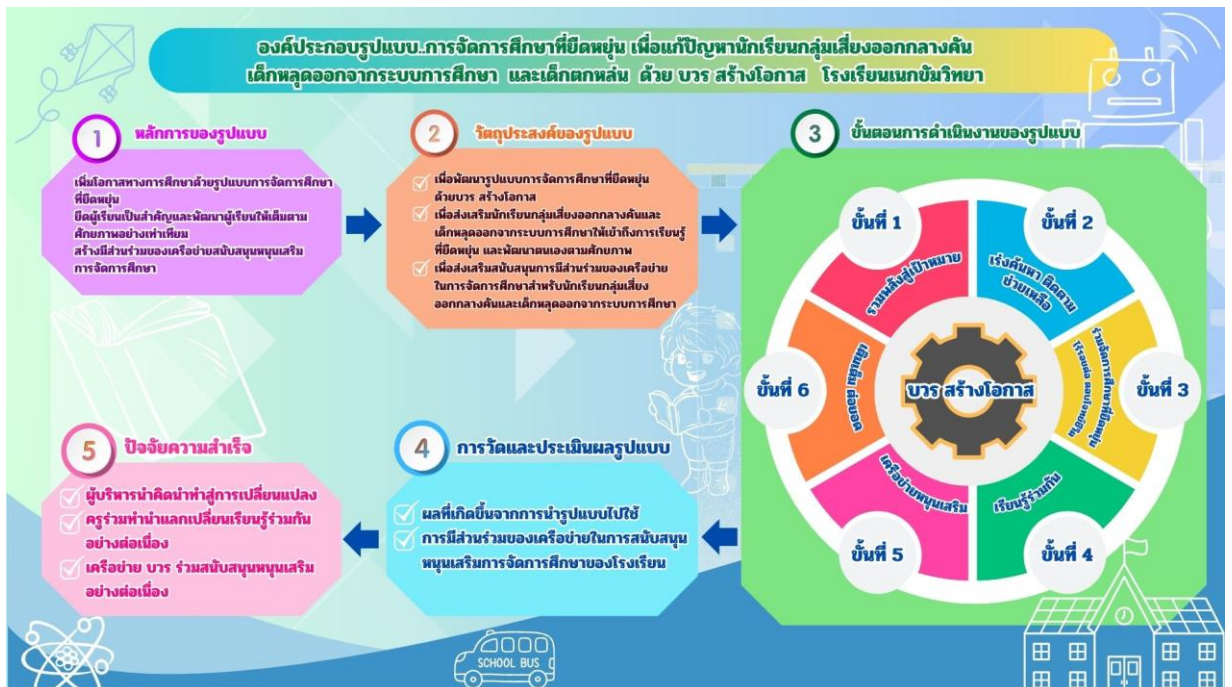 องค์ประกอบรูปแบบ..การจัดการศึกษาที่ยืดหยุ่น เพื่อแก้ปัญหานักเรียนกลุ่มเสี่ยงออกกลางคัน
เด็กหลุดออกจากระบบการศึกษา และเด็กตกหล่น ด้วย บวร สร้างโอกาส โรงเรียนเนกขัมวิทยา
1
หลักการของรูปแบบ
เพิ่มโอกาสทางการศึกษาด้วยรูปแบบการจัดการศึกษา
ที่ยืดหยุ่น
ยึดผู้เรียนเป็นสำคัญและพัฒนาผู้เรียนให้เต็มตาม
ศักยภาพอย่างเท่าเทียม
สร้างมีส่วนร่วมของเครือข่ายสนับสนุนหนุนเสริม
การจัดการศึกษา
2
วัตถุประสงค์ของรูปแบบ
เพื่อพัฒนารูปแบบการจัดการศึกษาที่ยืดหยุ่น
ด้วยบวร สร้างโอกาส
เพื่อส่งเสริมนักเรียนกลุ่มเสี่ยงออกกลางคันและ
เด็กหลุดออกจากระบบการศึกษาให้เข้าถึงการเรียนรู้
ที่ยืดหยุ่น และพัฒนาตนเองตามศักยภาพ
เพื่อส่งเสริมสนับสนุนการมีส่วนร่วมของเครือข่าย
ในการจัดการศึกษาสำหรับนักเรียนกลุ่มเสี่ยง
ออกกลางคันและเด็กหลุดออกจากระบบการศึกษา
3
ขั้นตอนการดำเนินงานของรูปแบบ
ขั้นที่ 1
รวมพลังสู่เป้าหมาย
ขั้นที่ 2
เร่งค้นหา ติดตาม
ช่วยเหลือ
ขั้นที่ 3
ร่วมจัดการศึกษาที่ยืดหยุ่น
ไร้รอยต่อ ตอบโจทย์ชีวิต
ขั้นที่ 4
เรียนรู้ร่วมกัน
ขั้นที่ 5
เครือข่ายหนุนเสริม
ขั้นที่ 6
เติมเต็ม ต่อยอด
บวร สร้างโอกาส
4
การวัดและประเมินผลรูปแบบ
ผลที่เกิดขึ้นจากการนำรูปแบบไปใช้
การมีส่วนร่วมของเครือข่ายในการสนับสนุน
หนุนเสริมการจัดการศึกษาของโรงเรียน
5
ปัจจัยความสำเร็จ
ผู้บริหารนำคิดนำทำสู่การเปลี่ยนแปลง
ครูร่วมทำนำแลกเปลี่ยนเรียนรู้ร่วมกัน
อย่างต่อเนื่อง
เครือข่าย บวร ร่วมสนับสนุนหนุนเสริม
อย่างต่อเนื่อง
SCHOOL BUS